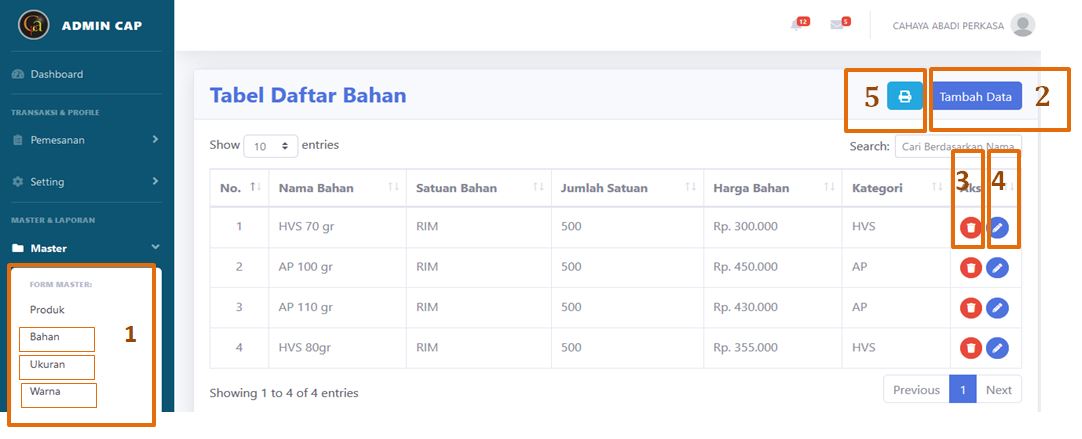 ADMIN CAP
Dashboard
TRANSAKSI & PROFILE
Pemesanan
Setting
MASTER & LAPORAN
Master
FORM MASTER:
Produk
Bahan
Ukuran
Warna
1
12
5
CAHAYA ABADI PERKASA
Tabel Daftar Bahan
5
Tambah Data
2
Show 10 entries
Search: Cari Berdasarkan Nama
3 4
No. Nama Bahan Satuan Bahan Jumlah Satuan Harga Bahan Kategori
1 HVS 70 gr RIM 500 Rp. 300.000 HVS
2 AP 100 gr RIM 500 Rp. 450.000 AP
3 AP 110 gr RIM 500 Rp. 430.000 AP
4 HVS 80gr RIM 500 Rp. 355.000 HVS
Showing 1 to 4 of 4 entries
Previous 1 Next